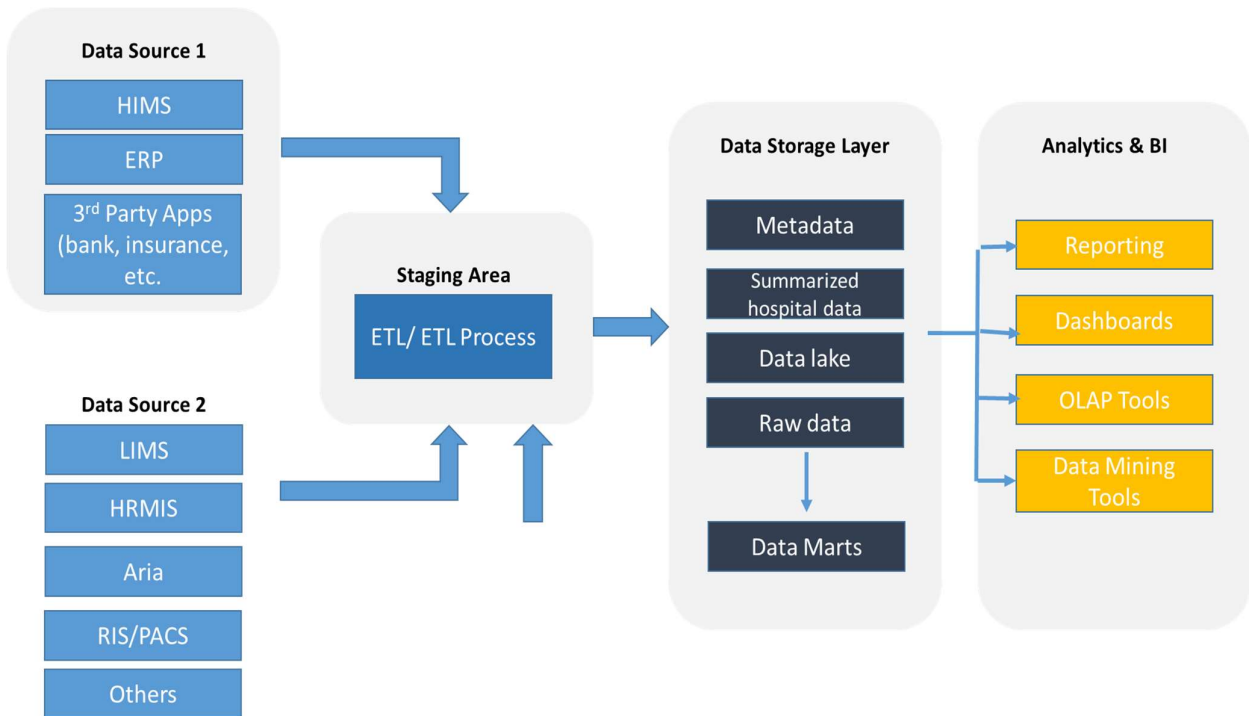 Data Source 1
HIMS
ERP
3rd Party Apps
(bank, insurance,
etc.
Data Source 2
LIMS
HRMIS
Aria
RIS/PACS
Others
Staging Area
ETL/ ETL Process
Data Storage Layer
Metadata
Summarized
hospital data
Data lake
Raw data
Data Marts
Analytics & BI
Reporting
Dashboards
OLAP Tools
Data Mining
Tools